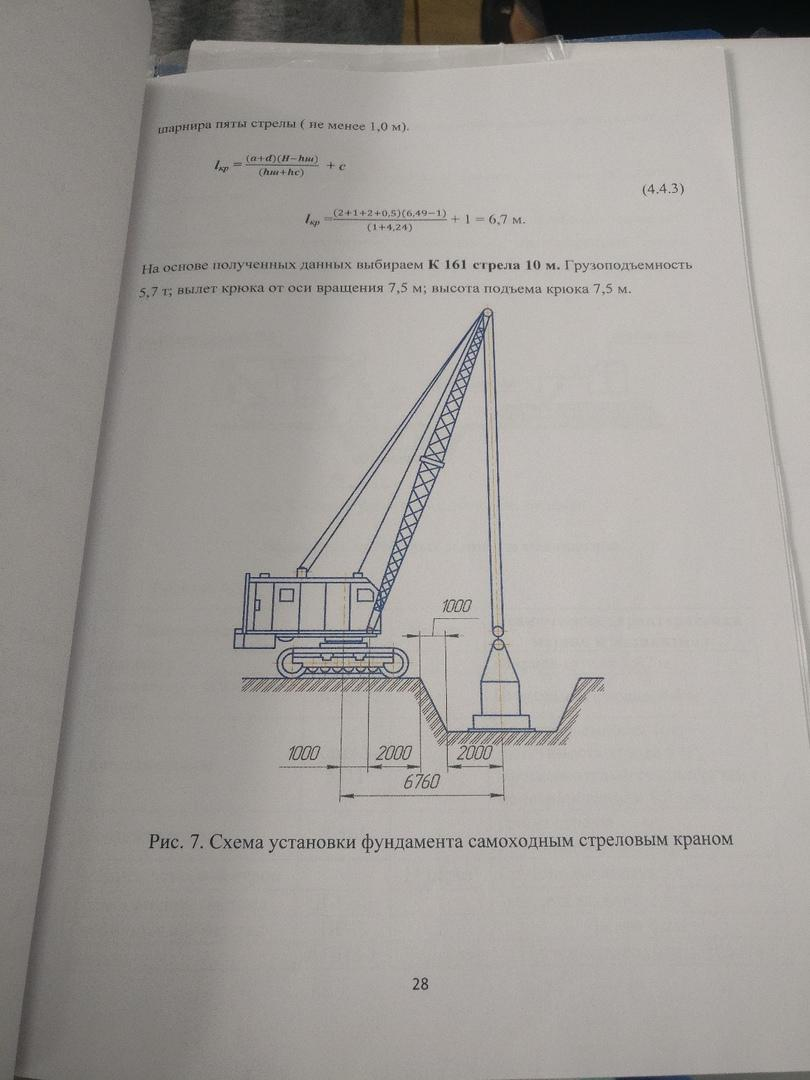 шарнира пяты стрелы ( не менее 1,0 м).
lкр = (a+d)(H−hш) / (hш+hc) + c
(4.4.3)
lкр = (2+1+2+0,5)(6,49−1) / (1+4,24) + 1 = 6,7 м.
На основе полученных данных выбираем К 161 стрела 10 м. Грузоподъемность
5,7 т; вылет крюка от оси вращения 7,5 м; высота подъема крюка 7,5 м.
1000
1000
2000
2000
6760
Рис. 7. Схема установки фундамента самоходным стреловым краном
28